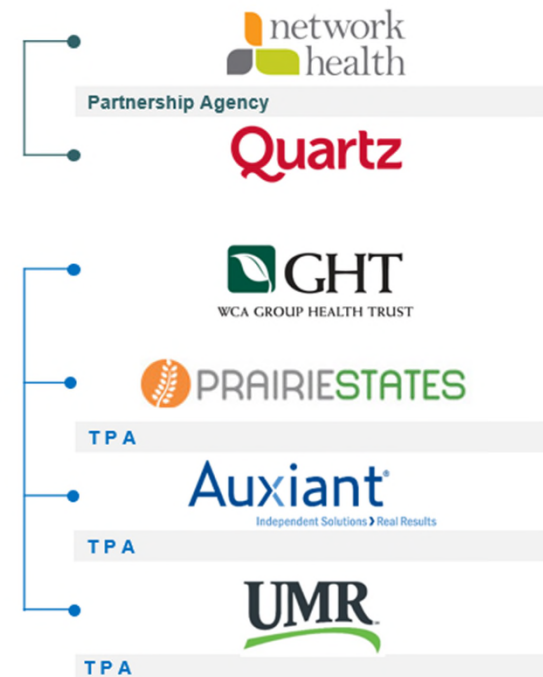 network
health
Partnership Agency
Quartz
GHT
WCA GROUP HEALTH TRUST
PRAIRIESTATES
TPA
Auxiant®
Independent Solutions ❯ Real Results
TPA
UMR™
TPA